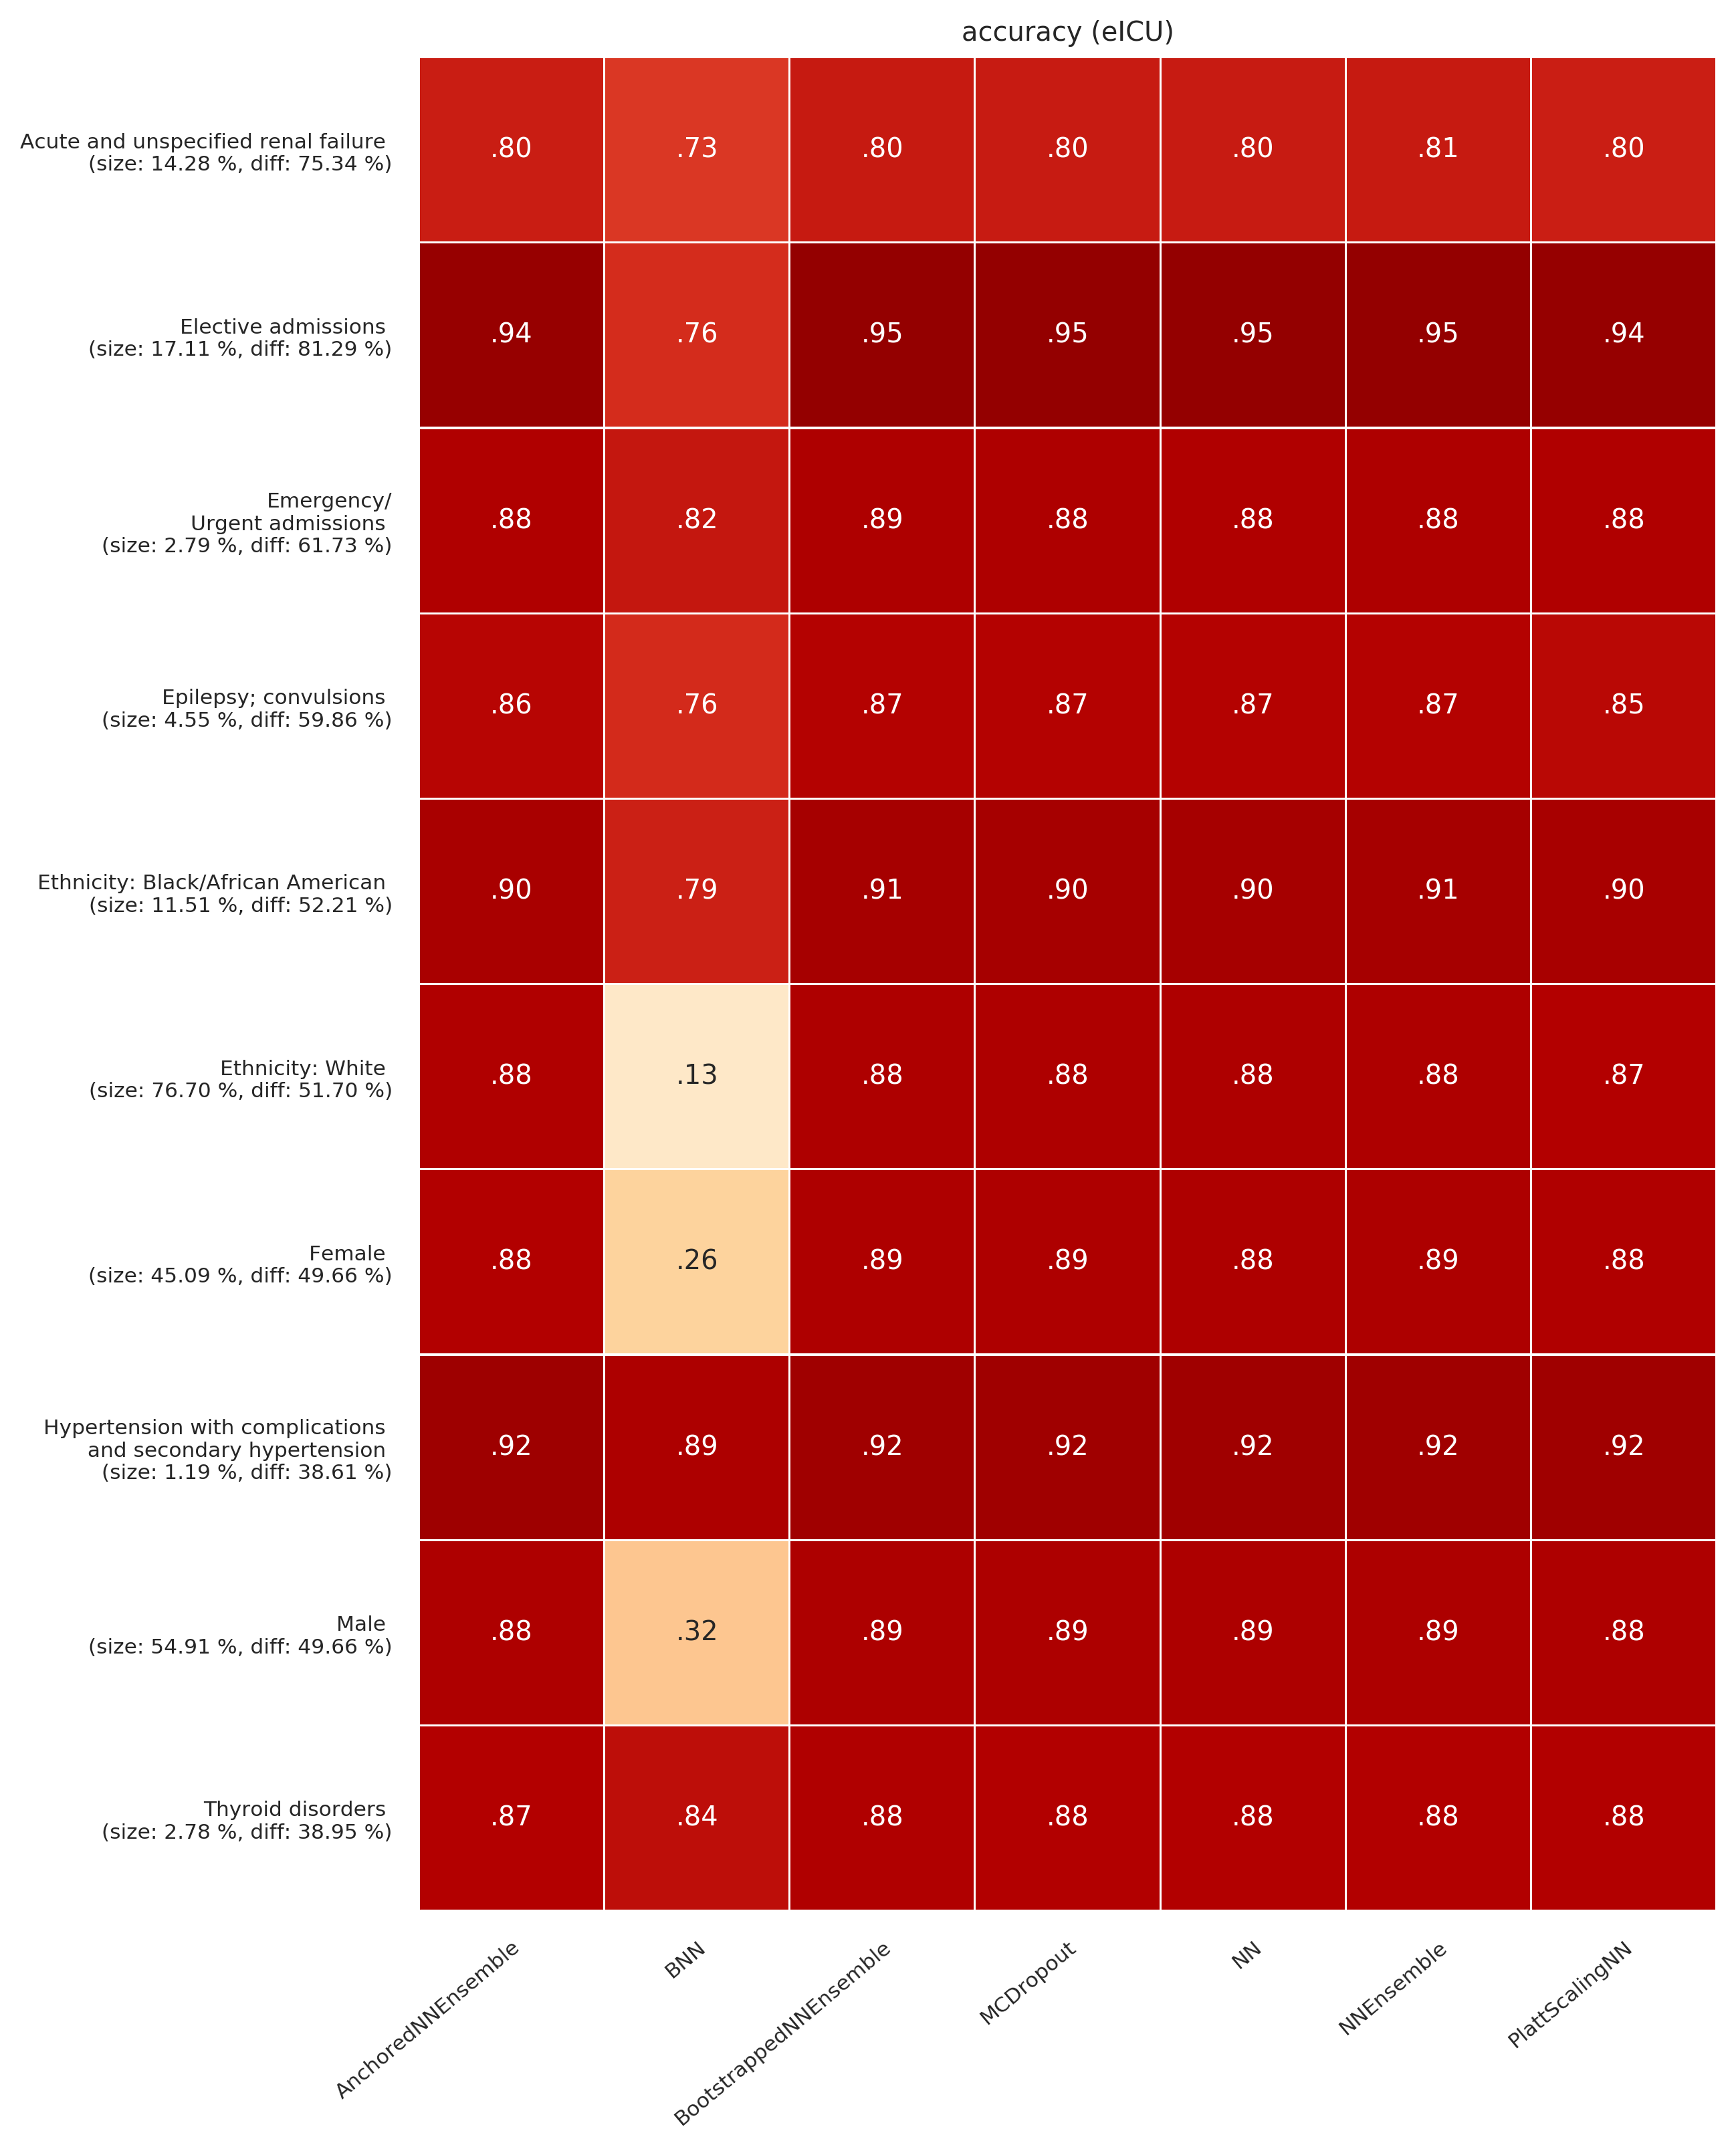 accuracy (eICU)
Acute and unspecified renal failure
(size: 14.28 %, diff: 75.34 %)
.80 .73 .80 .80 .80 .81 .80
Elective admissions
(size: 17.11 %, diff: 81.29 %)
.94 .76 .95 .95 .95 .95 .94
Emergency/
Urgent admissions
(size: 2.79 %, diff: 61.73 %)
.88 .82 .89 .88 .88 .88 .88
Epilepsy; convulsions
(size: 4.55 %, diff: 59.86 %)
.86 .76 .87 .87 .87 .87 .85
Ethnicity: Black/African American
(size: 11.51 %, diff: 52.21 %)
.90 .79 .91 .90 .90 .91 .90
Ethnicity: White
(size: 76.70 %, diff: 51.70 %)
.88 .13 .88 .88 .88 .88 .87
Female
(size: 45.09 %, diff: 49.66 %)
.88 .26 .89 .89 .88 .89 .88
Hypertension with complications
and secondary hypertension
(size: 1.19 %, diff: 38.61 %)
.92 .89 .92 .92 .92 .92 .92
Male
(size: 54.91 %, diff: 49.66 %)
.88 .32 .89 .89 .89 .89 .88
Thyroid disorders
(size: 2.78 %, diff: 38.95 %)
.87 .84 .88 .88 .88 .88 .88
AnchoredNNEnsemble
BNN
BootstrappedNNEnsemble
MCDropout
NN
NNEnsemble
PlattScalingNN